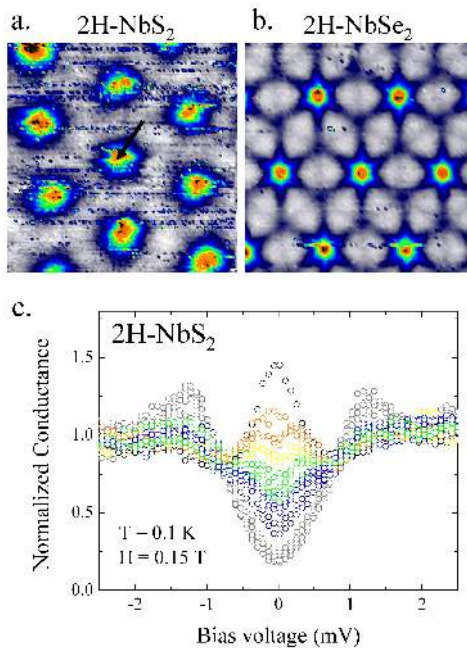 a. 2H-NbS₂
b. 2H-NbSe₂
c.
2H-NbS₂
Normalized Conductance
1.5
1.0
0.5
0.0
T = 0.1 K
H = 0.15 T
-2 -1 0 1 2
Bias voltage (mV)